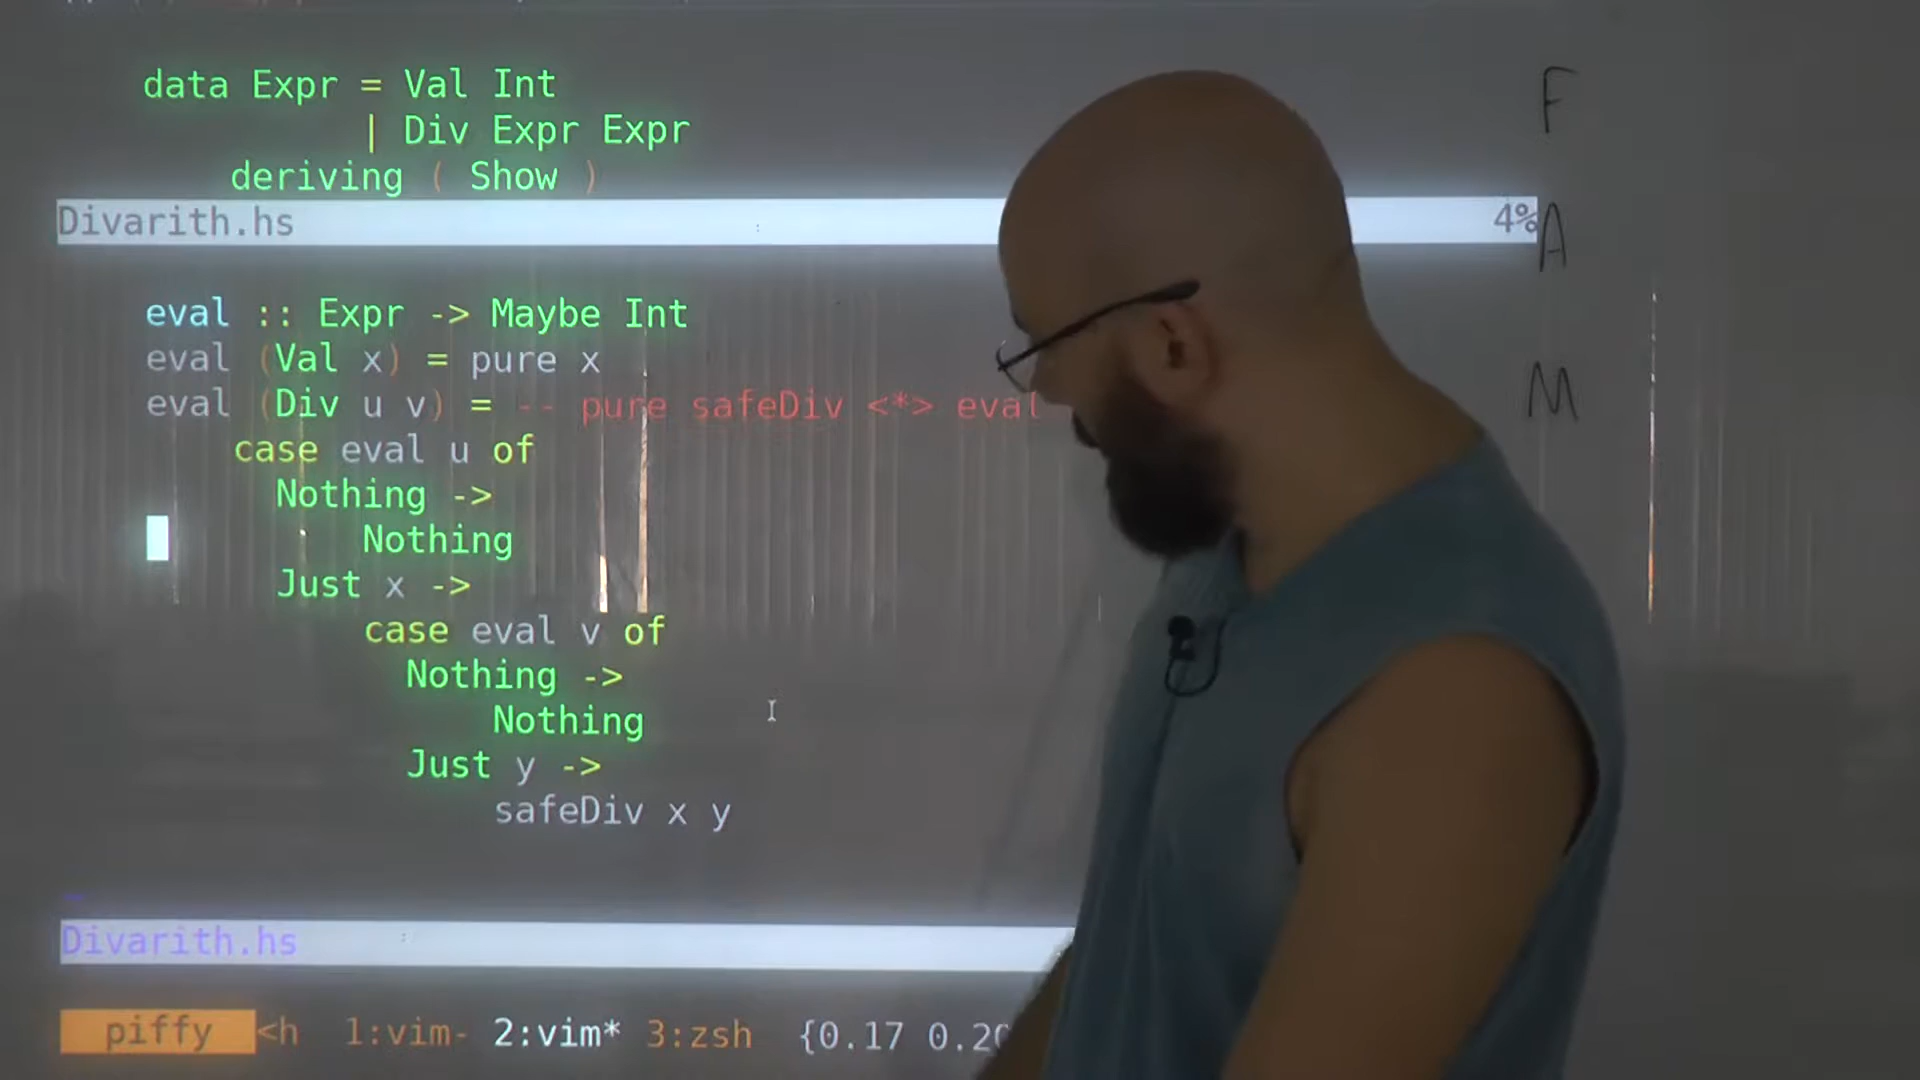 data Expr = Val Int
| Div Expr Expr
deriving ( Show )
Divarith.hs 4%
eval :: Expr -> Maybe Int
eval (Val x) = pure x
eval (Div u v) = -- pure safeDiv <*> eval
case eval u of
Nothing ->
Nothing
Just x ->
case eval v of
Nothing ->
Nothing
Just y ->
safeDiv x y
~
Divarith.hs
piffy <h 1:vim- 2:vim* 3:zsh {0.17 0.20
F
A
M